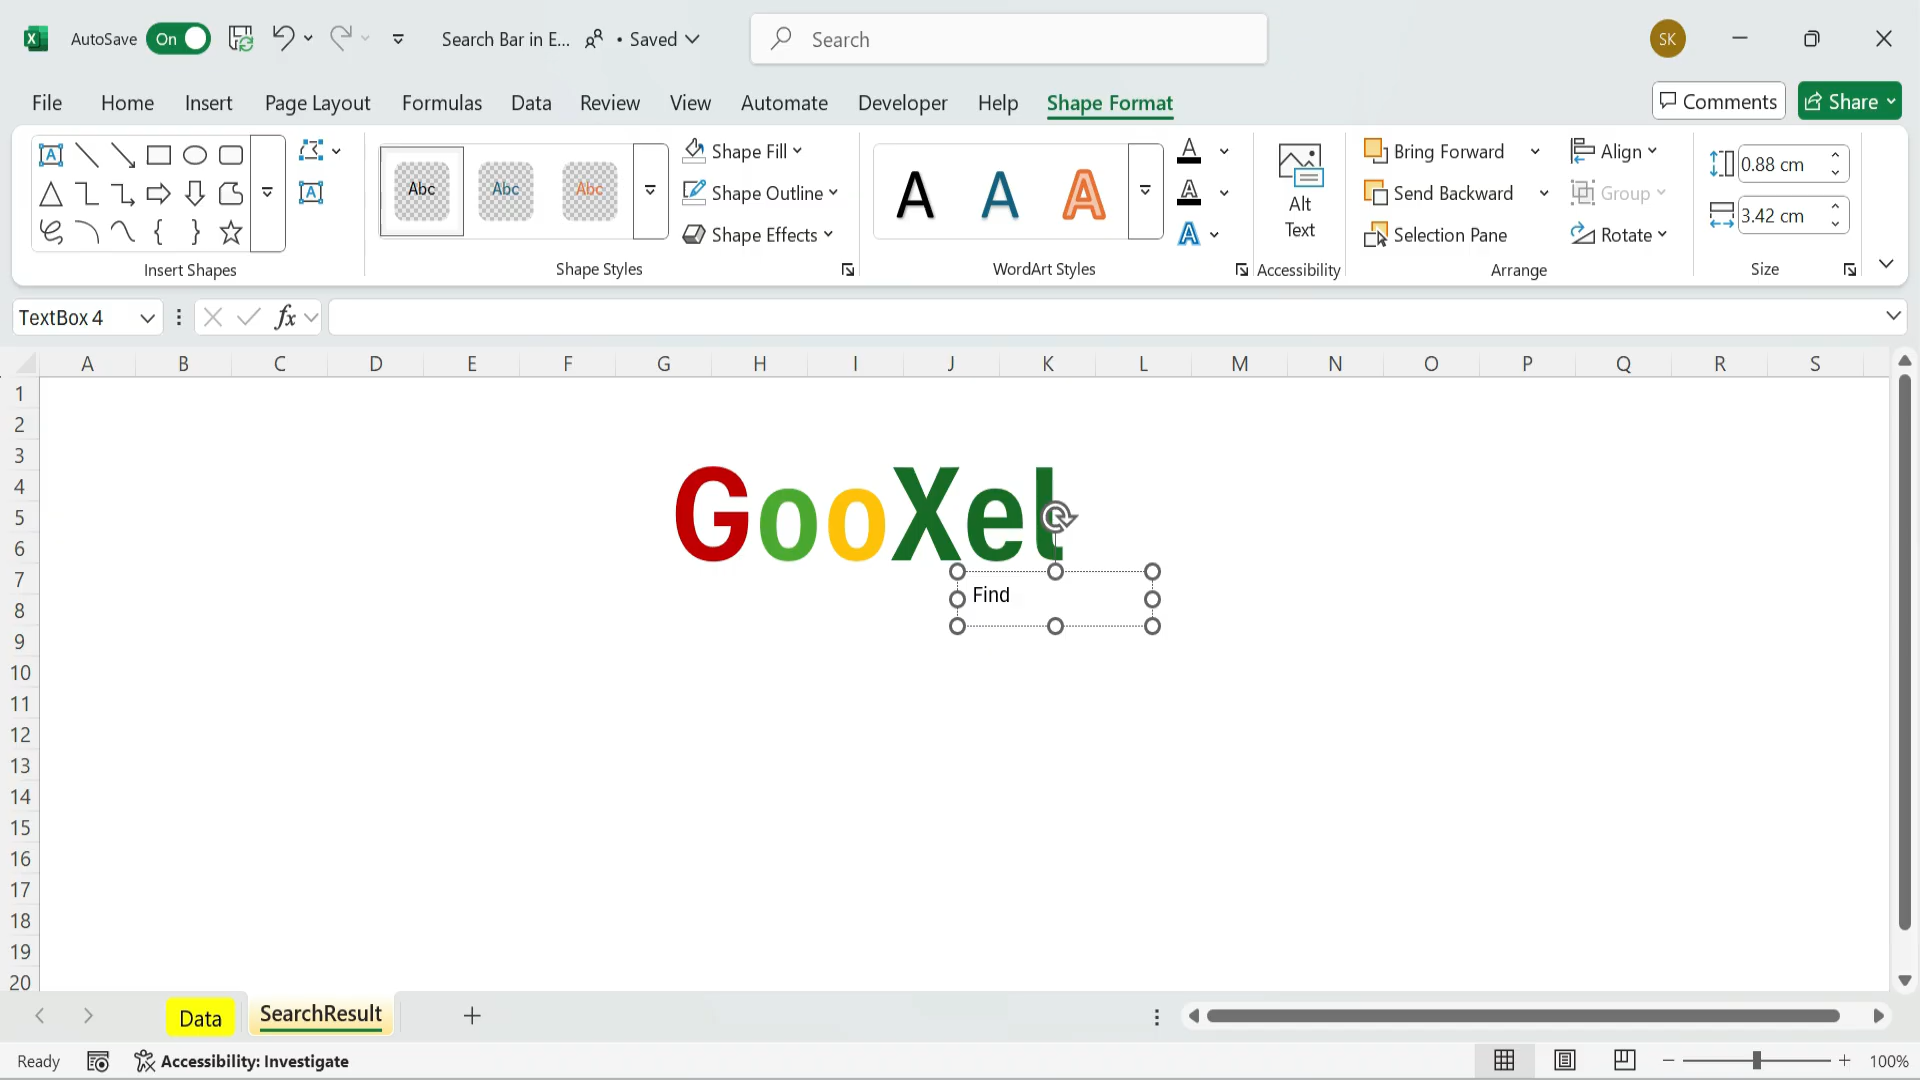 AutoSave On Search Bar in E... • Saved Search SK
File Home Insert Page Layout Formulas Data Review View Automate Developer Help Shape Format Comments Share
Abc Abc Abc
Shape Fill
Shape Outline
Shape Effects
A A A
Alt
Text
Bring Forward
Send Backward
Selection Pane
Align
Group
Rotate
0.88 cm
3.42 cm
Insert Shapes Shape Styles WordArt Styles Accessibility Arrange Size
TextBox 4 fx
A B C D E F G H I J K L M N O P Q R S
1
2
3
4
5
6
7
8
9
10
11
12
13
14
15
16
17
18
19
20
GooXel
Find
Data SearchResult
Ready Accessibility: Investigate 100%